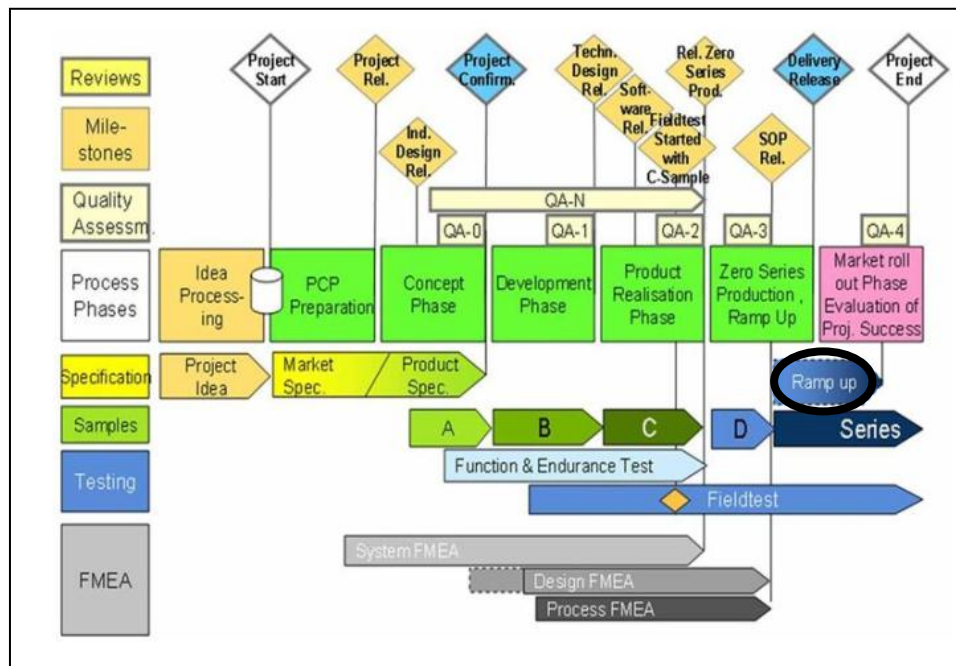 Reviews
Mile-
stones
Quality
Assessm.
Process
Phases
Specification
Samples
Testing
FMEA
Project
Start
Project
Rel.
Project
Confirm.
Techn.
Design
Rel.
Rel. Zero
Series
Prod.
Delivery
Release
Project
End
Ind.
Design
Rel.
Soft-
ware
Rel.
Fieldtest
Started
with
C-Sample
SOP
Rel.
QA-N
QA-0
QA-1
QA-2
QA-3
QA-4
Idea
Process-
ing
PCP
Preparation
Concept
Phase
Development
Phase
Product
Realisation
Phase
Zero Series
Production ,
Ramp Up
Market roll
out Phase
Evaluation of
Proj. Success
Project
Idea
Market
Spec.
Product
Spec.
Ramp up
A
B
C
D
Series
Function & Endurance Test
Fieldtest
System FMEA
Design FMEA
Process FMEA